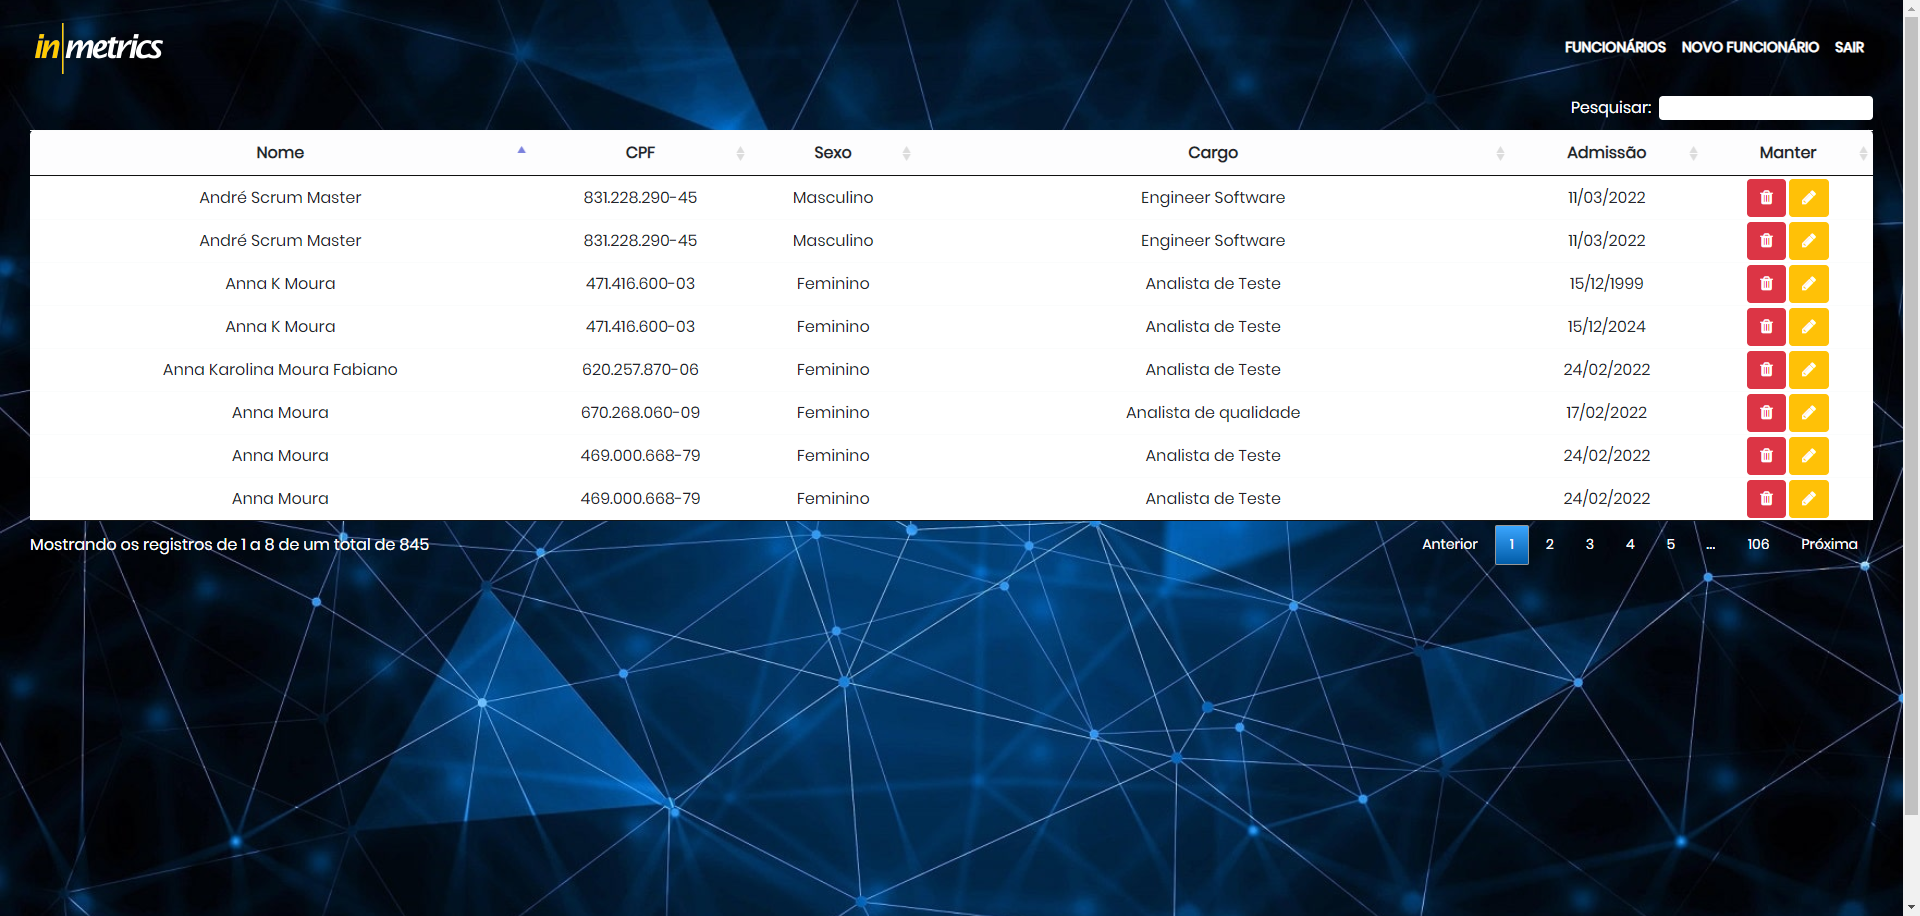 in|metrics
FUNCIONÁRIOS NOVO FUNCIONÁRIO SAIR
Pesquisar:
Nome CPF Sexo Cargo Admissão Manter
André Scrum Master 831.228.290-45 Masculino Engineer Software 11/03/2022
André Scrum Master 831.228.290-45 Masculino Engineer Software 11/03/2022
Anna K Moura 471.416.600-03 Feminino Analista de Teste 15/12/1999
Anna K Moura 471.416.600-03 Feminino Analista de Teste 15/12/2024
Anna Karolina Moura Fabiano 620.257.870-06 Feminino Analista de Teste 24/02/2022
Anna Moura 670.268.060-09 Feminino Analista de qualidade 17/02/2022
Anna Moura 469.000.668-79 Feminino Analista de Teste 24/02/2022
Anna Moura 469.000.668-79 Feminino Analista de Teste 24/02/2022
Mostrando os registros de 1 a 8 de um total de 845
Anterior 1 2 3 4 5 ... 106 Próxima